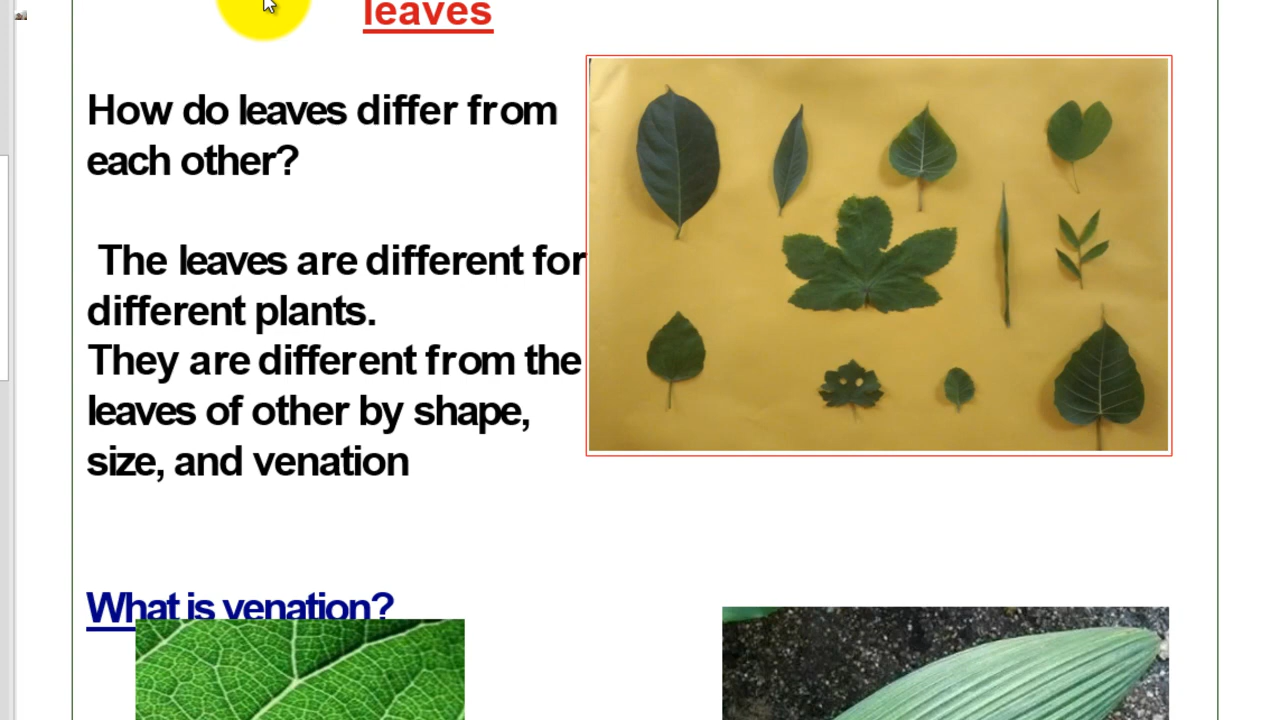 leaves
How do leaves differ from
each other?
The leaves are different for
different plants.
They are different from the
leaves of other by shape,
size, and venation
What is venation?